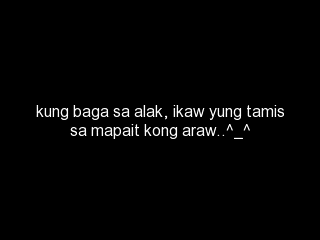 kung baga sa alak, ikaw yung tamis
sa mapait kong araw..^_^